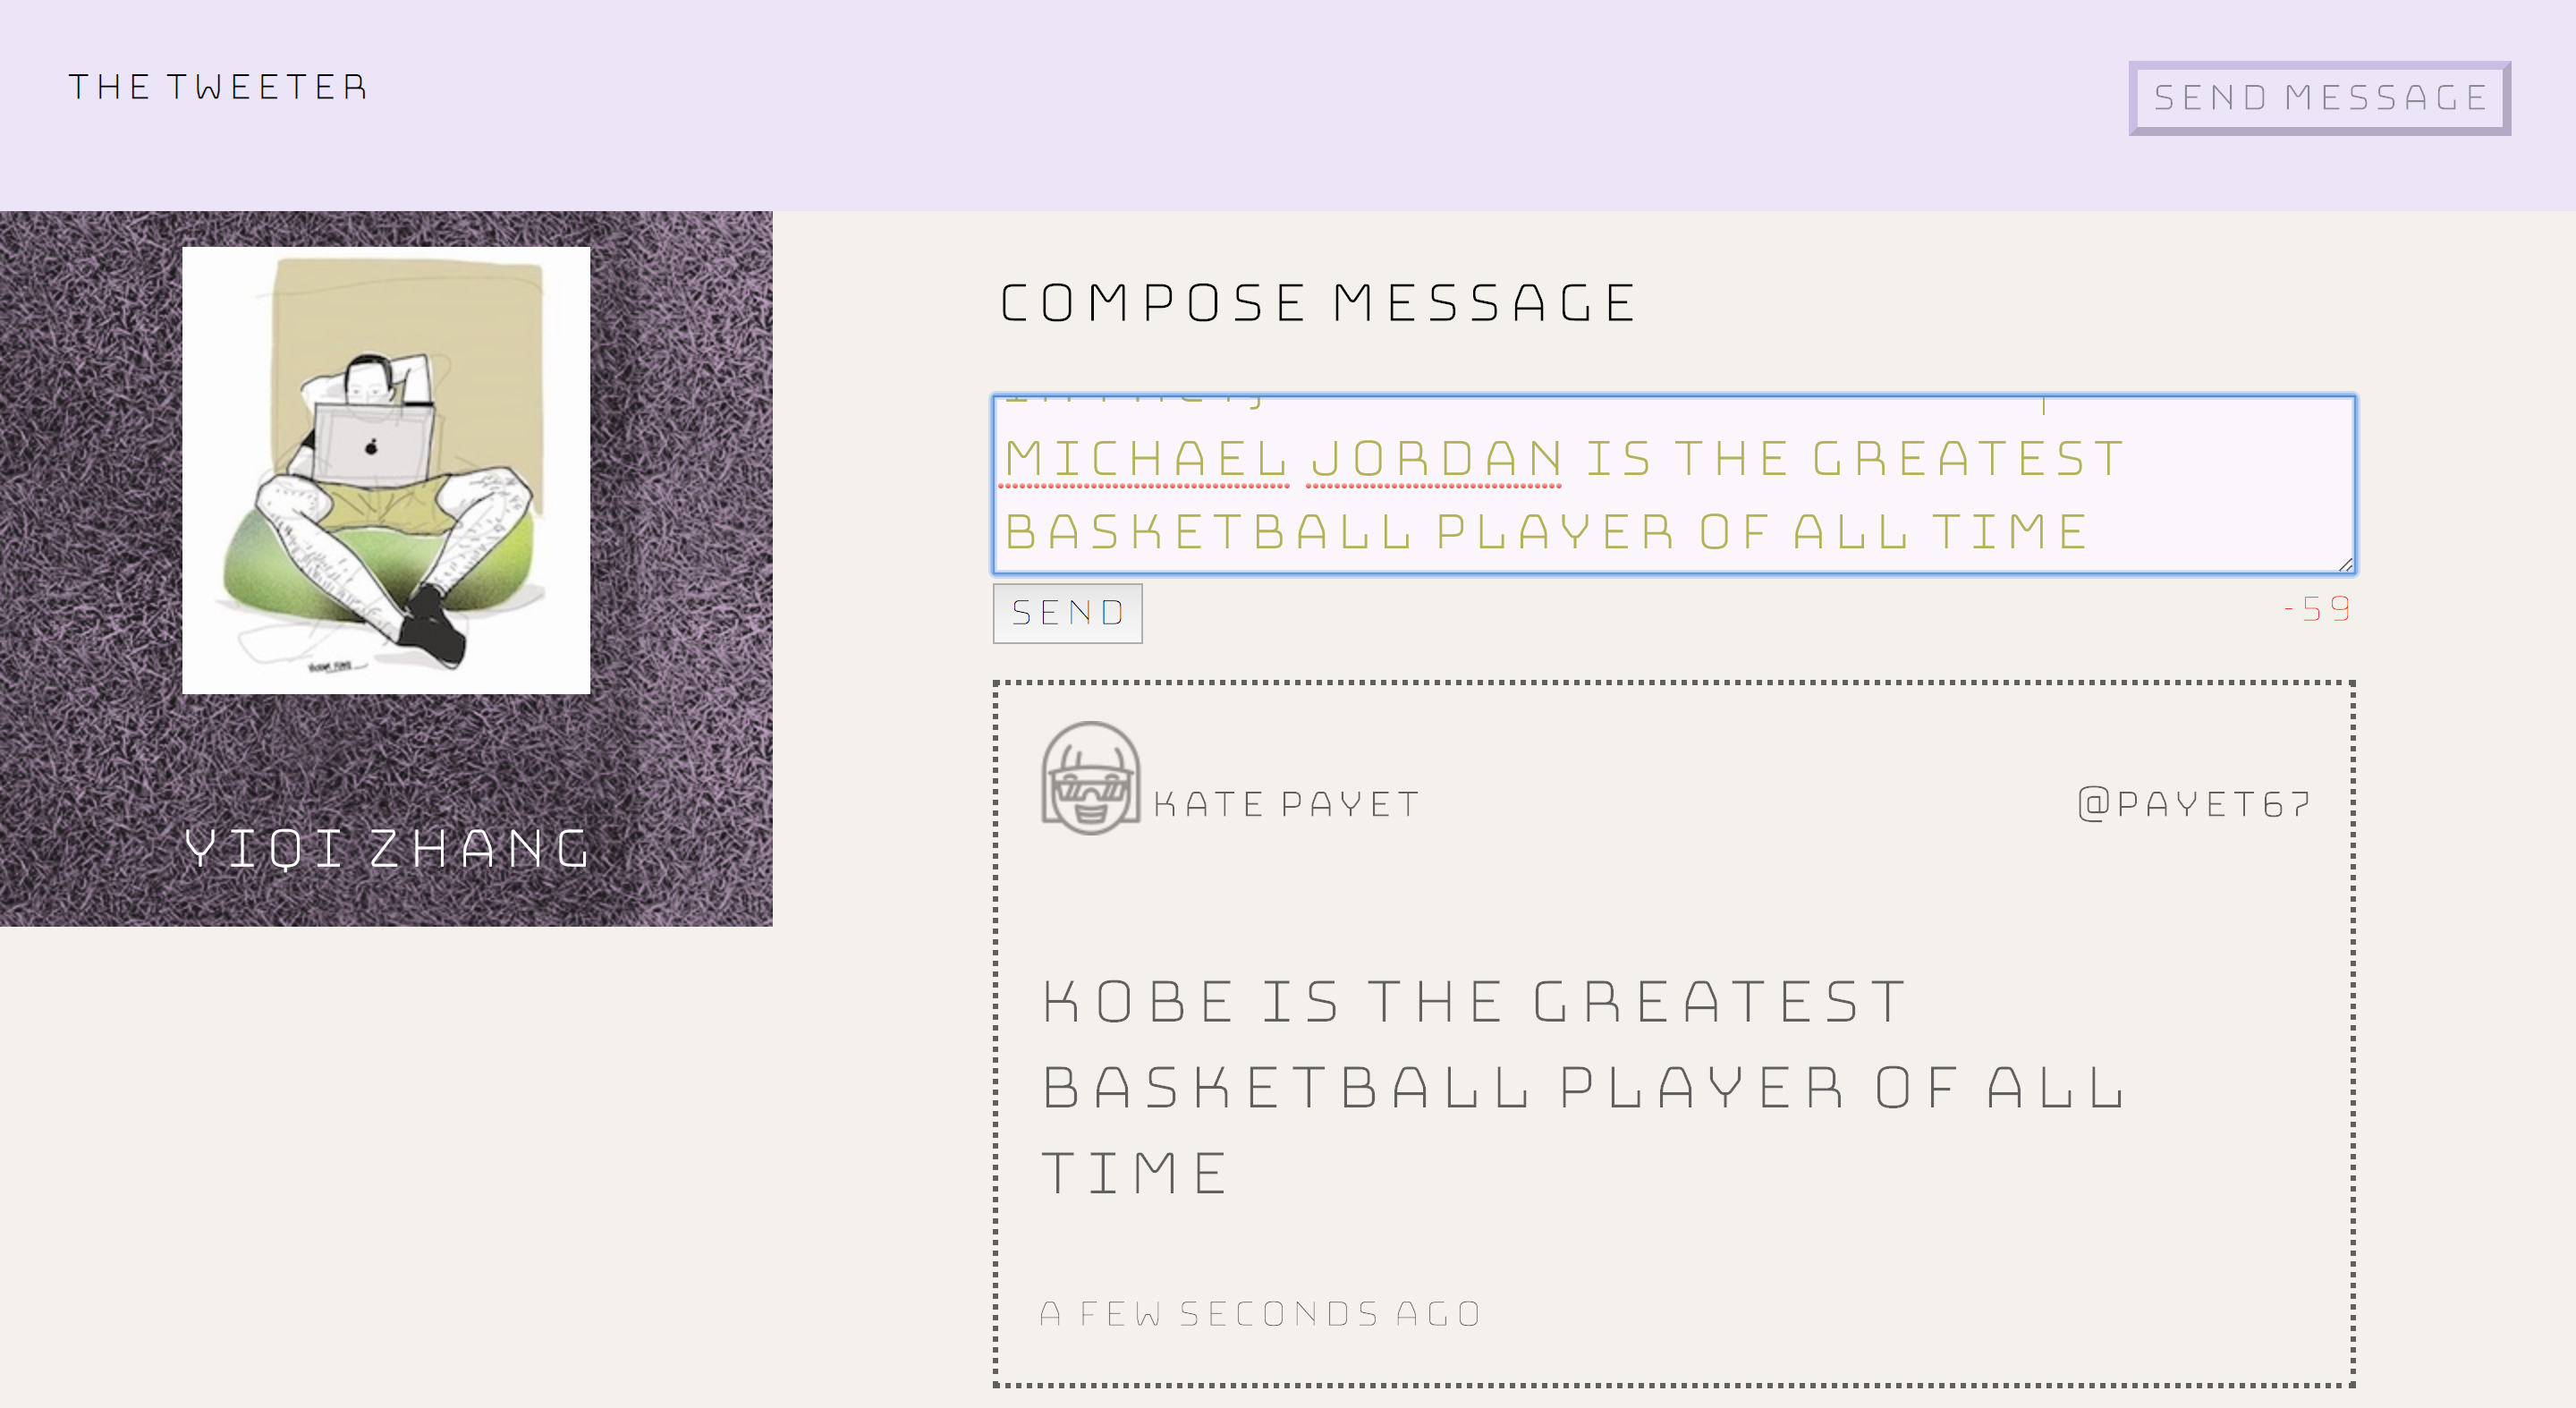 THE TWEETER
SEND MESSAGE
YIQI ZHANG
COMPOSE MESSAGE
MICHAEL JORDAN IS THE GREATEST
BASKETBALL PLAYER OF ALL TIME
SEND
-59
KATE PAYET
@PAYET67
KOBE IS THE GREATEST
BASKETBALL PLAYER OF ALL
TIME
A FEW SECONDS AGO